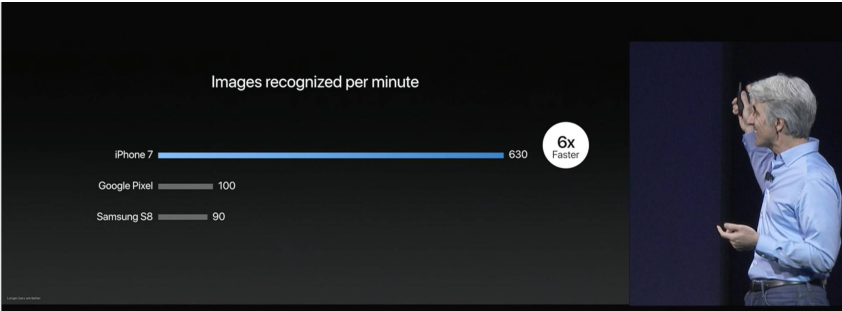 Images recognized per minute
iPhone 7 630
6x
Faster
Google Pixel 100
Samsung S8 90